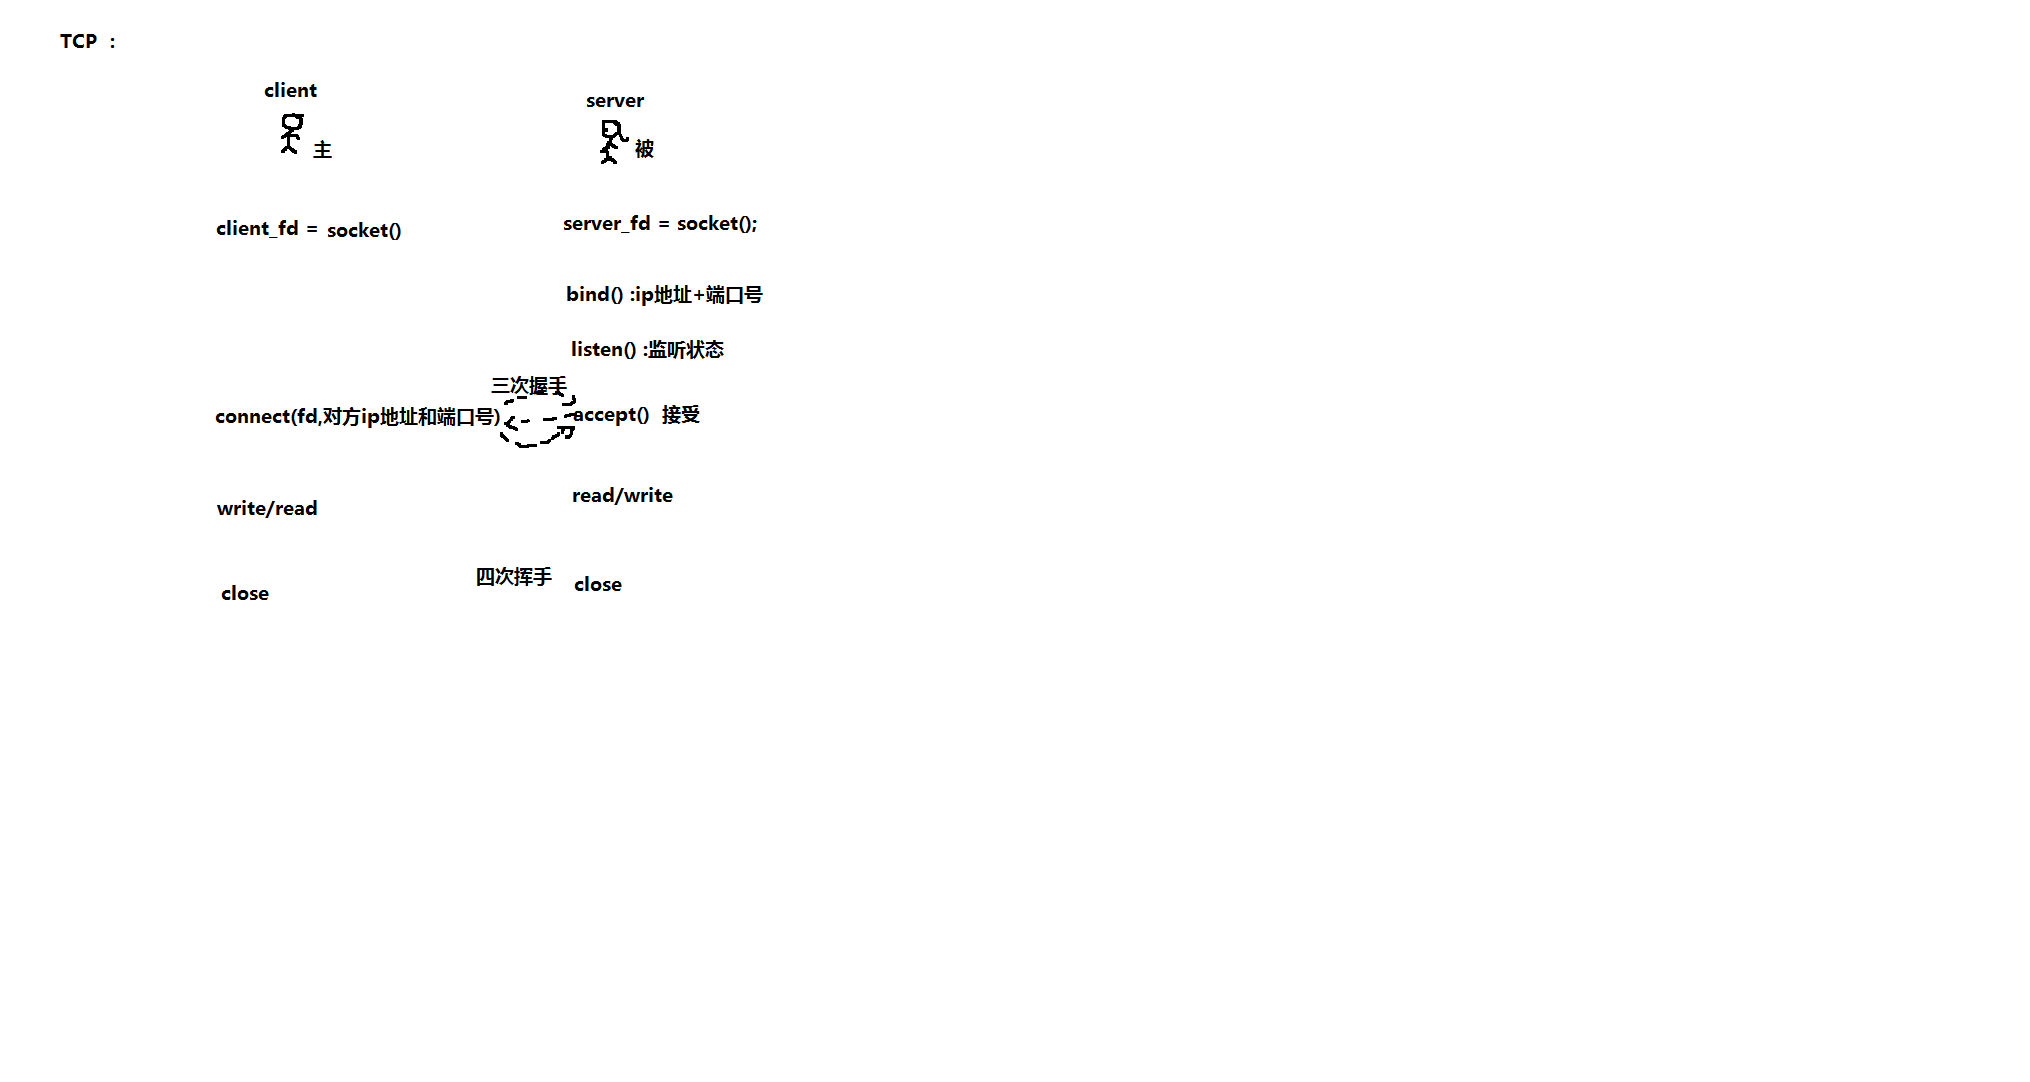 TCP :
client
server
主
被
client_fd = socket()
server_fd = socket();
bind() :ip地址+端口号
listen() :监听状态
三次握手
connect(fd,对方ip地址和端口号)
accept() 接受
write/read
read/write
四次挥手
close
close